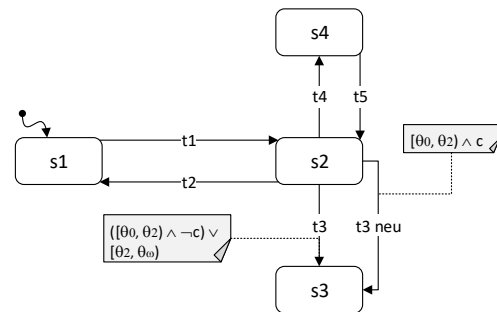 s4
t4
t5
s1
t1
s2
t2
[θ0, θ2) ∧ c
([θ0, θ2) ∧ ¬c) ∨
[θ2, θω)
t3
t3 neu
s3